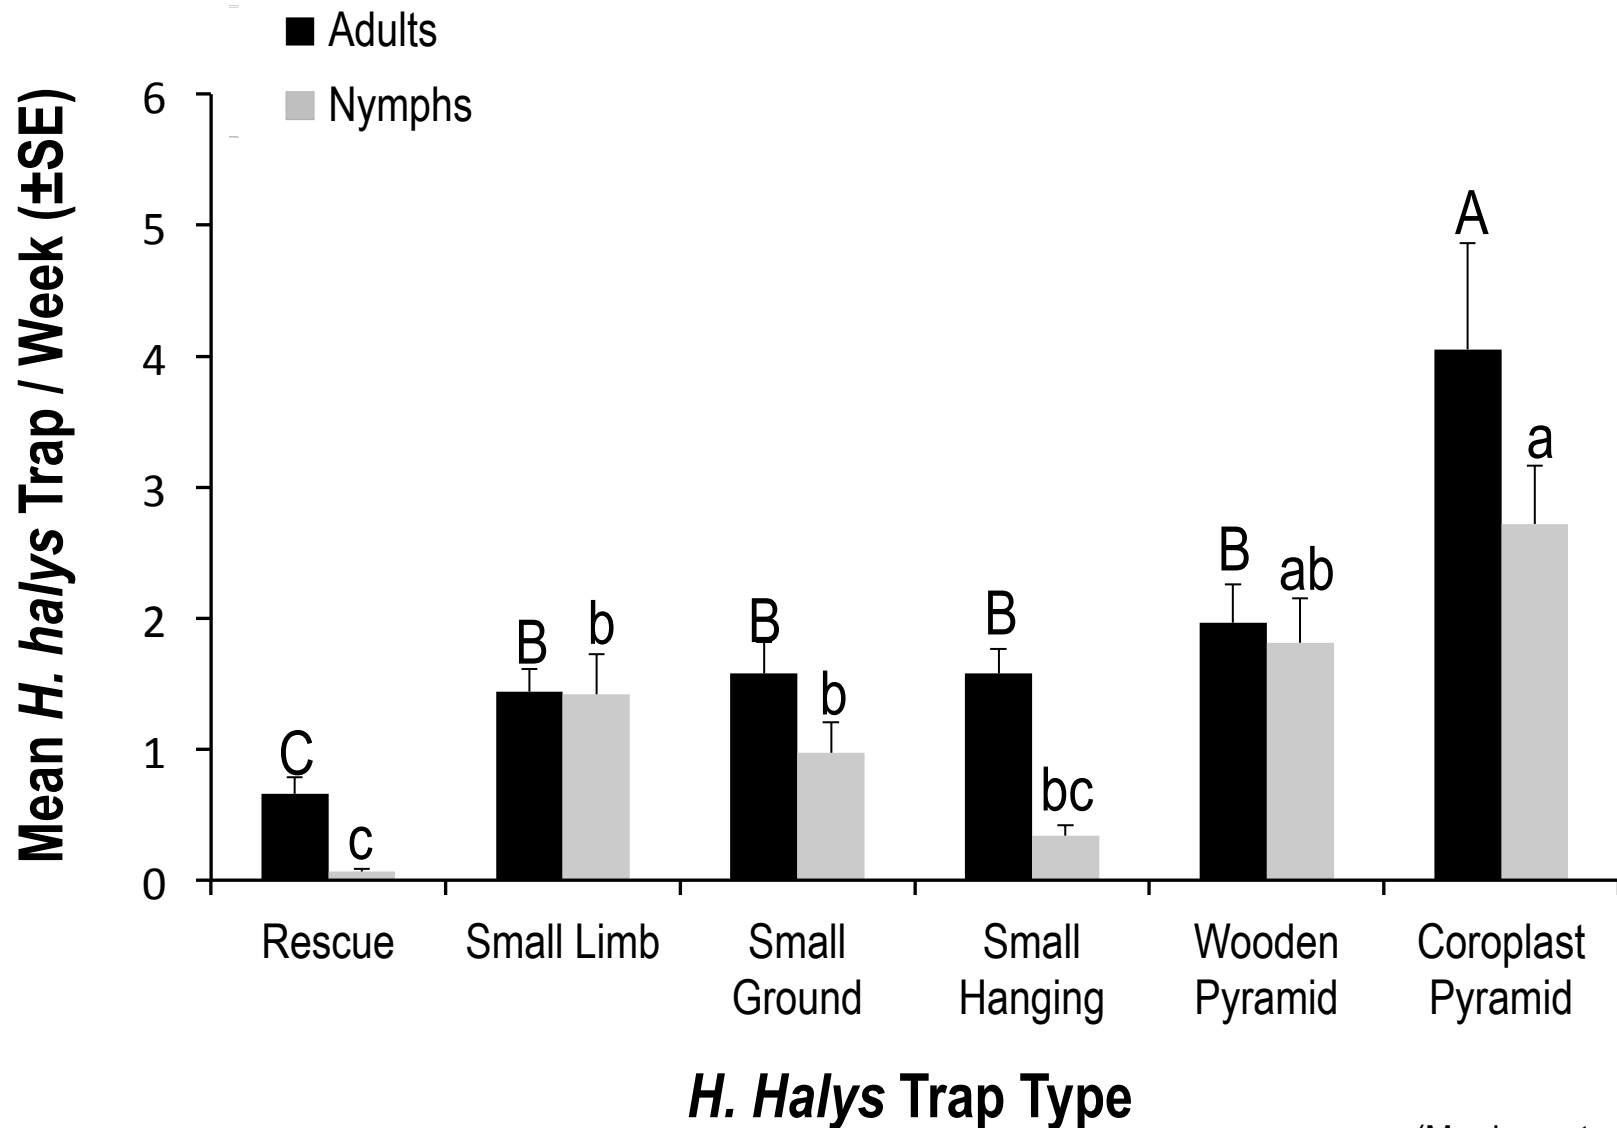 Adults
Nymphs
Mean H. halys Trap / Week (±SE)
6
5
4
3
2
1
0
C
c
B
b
B
b
B
bc
B
ab
A
a
Rescue
Small Limb
Small
Ground
Small
Hanging
Wooden
Pyramid
Coroplast
Pyramid
H. Halys Trap Type